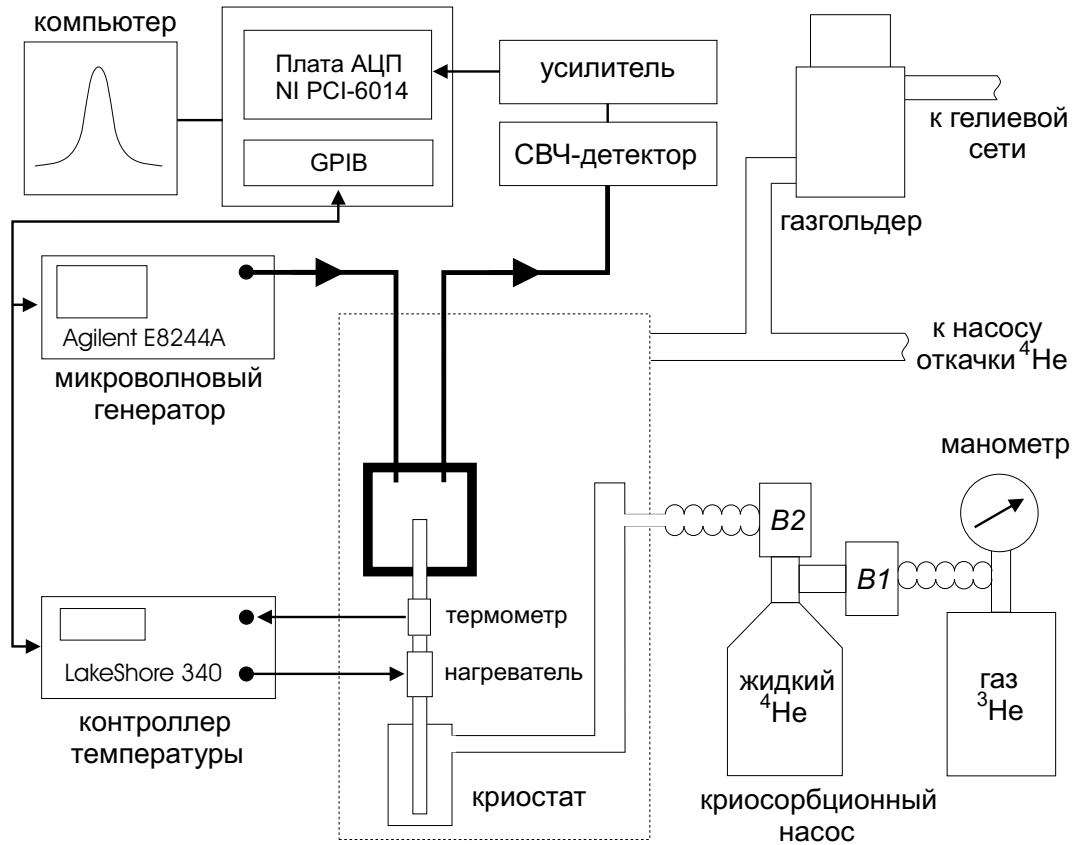 компьютер
Плата АЦП
NI PCI-6014
GPIB
усилитель
СВЧ-детектор
к гелиевой
сети
газгольдер
Agilent E8244A
микроволновый
генератор
к насосу
откачки ⁴He
манометр
B2
B1
термометр
нагреватель
LakeShore 340
контроллер
температуры
жидкий
⁴He
газ
³He
криостат
криосорбционный
насос